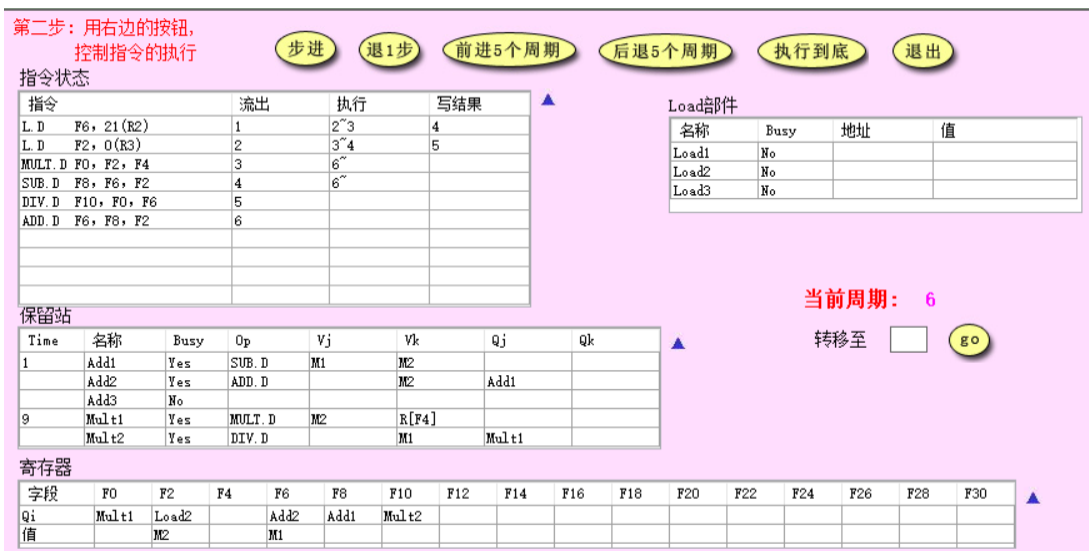 第二步：用右边的按钮,
控制指令的执行
步进 退1步 前进5个周期 后退5个周期 执行到底 退出
指令状态
指令 流出 执行 写结果
L.D F6，21(R2) 1 2~3 4
L.D F2，0(R3) 2 3~4 5
MULT.D F0，F2，F4 3 6~
SUB.D F8，F6，F2 4 6~
DIV.D F10，F0，F6 5
ADD.D F6，F8，F2 6
Load部件
名称 Busy 地址 值
Load1 No
Load2 No
Load3 No
当前周期: 6
转移至 go
保留站
Time 名称 Busy Op Vj Vk Qj Qk
1 Add1 Yes SUB.D M1 M2
Add2 Yes ADD.D M2 Add1
Add3 No
9 Mult1 Yes MULT.D M2 R[F4]
Mult2 Yes DIV.D M1 Mult1
寄存器
字段 F0 F2 F4 F6 F8 F10 F12 F14 F16 F18 F20 F22 F24 F26 F28 F30
Qi Mult1 Load2 Add2 Add1 Mult2
值 M2 M1